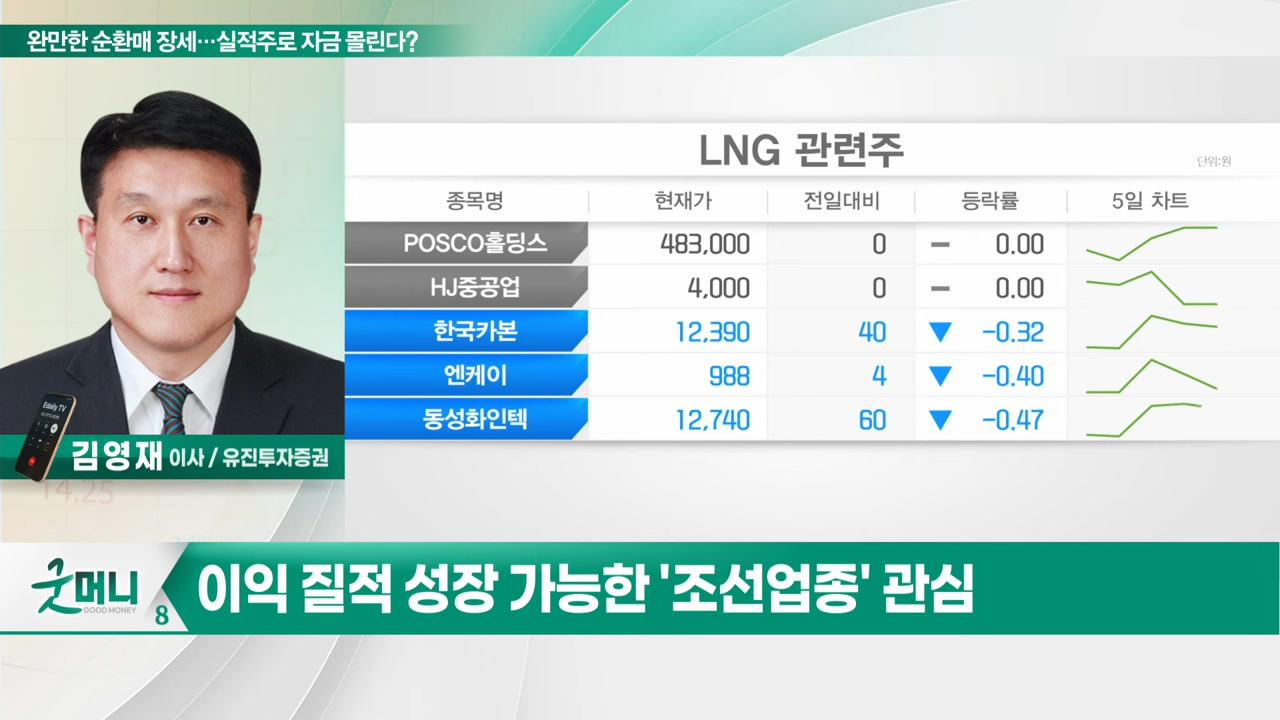 완만한 순환매 장세…실적주로 자금 몰린다?
LNG 관련주
단위:원
종목명 현재가 전일대비 등락률 5일 차트
POSCO홀딩스 483,000 0 – 0.00
HJ중공업 4,000 0 – 0.00
한국카본 12,390 40 ▼ -0.32
엔케이 988 4 ▼ -0.40
동성화인텍 12,740 60 ▼ -0.47
Edaily TV
김영재 이사 / 유진투자증권
14.25
굿머니
GOOD MONEY
8
이익 질적 성장 가능한 '조선업종' 관심